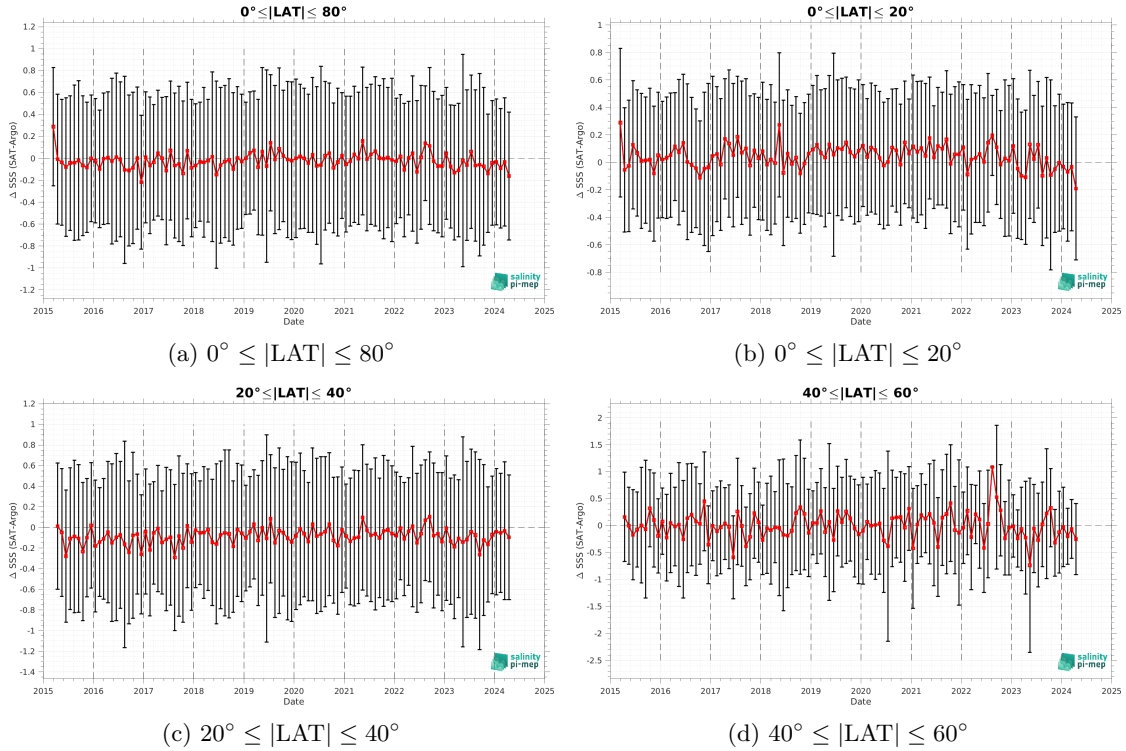 0°≤|LAT|≤ 80°
Δ SSS (SAT-Argo)
1.2
1
0.8
0.6
0.4
0.2
0
-0.2
-0.4
-0.6
-0.8
-1
-1.2
2015 2016 2017 2018 2019 2020 2021 2022 2023 2024 2025
Date
salinity
pi-mep
(a) 0° ≤ |LAT| ≤ 80°
0°≤|LAT|≤ 20°
Δ SSS (SAT-Argo)
1
0.8
0.6
0.4
0.2
0
-0.2
-0.4
-0.6
-0.8
2015 2016 2017 2018 2019 2020 2021 2022 2023 2024 2025
Date
salinity
pi-mep
(b) 0° ≤ |LAT| ≤ 20°
20°≤|LAT|≤ 40°
Δ SSS (SAT-Argo)
1.2
1
0.8
0.6
0.4
0.2
0
-0.2
-0.4
-0.6
-0.8
-1
-1.2
-1.4
2015 2016 2017 2018 2019 2020 2021 2022 2023 2024 2025
Date
salinity
pi-mep
(c) 20° ≤ |LAT| ≤ 40°
40°≤|LAT|≤ 60°
Δ SSS (SAT-Argo)
2
1.5
1
0.5
0
-0.5
-1
-1.5
-2
-2.5
2015 2016 2017 2018 2019 2020 2021 2022 2023 2024 2025
Date
salinity
pi-mep
(d) 40° ≤ |LAT| ≤ 60°